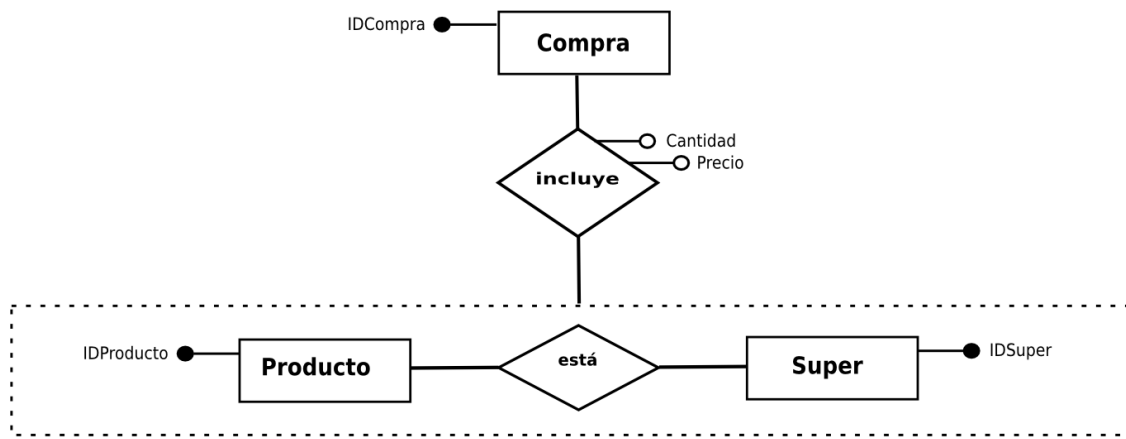 IDCompra
Compra
Cantidad
Precio
incluye
IDProducto
Producto
está
Super
IDSuper